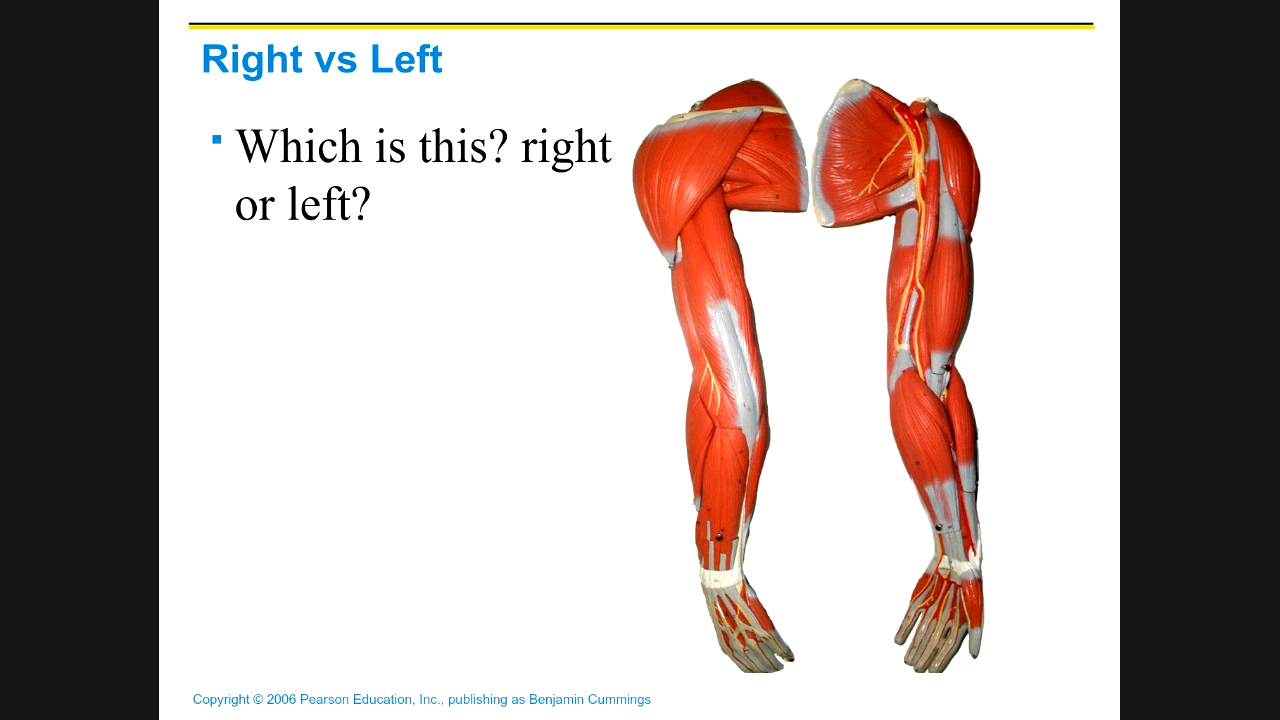 Right vs Left
Which is this? right
or left?
Copyright © 2006 Pearson Education, Inc., publishing as Benjamin Cummings